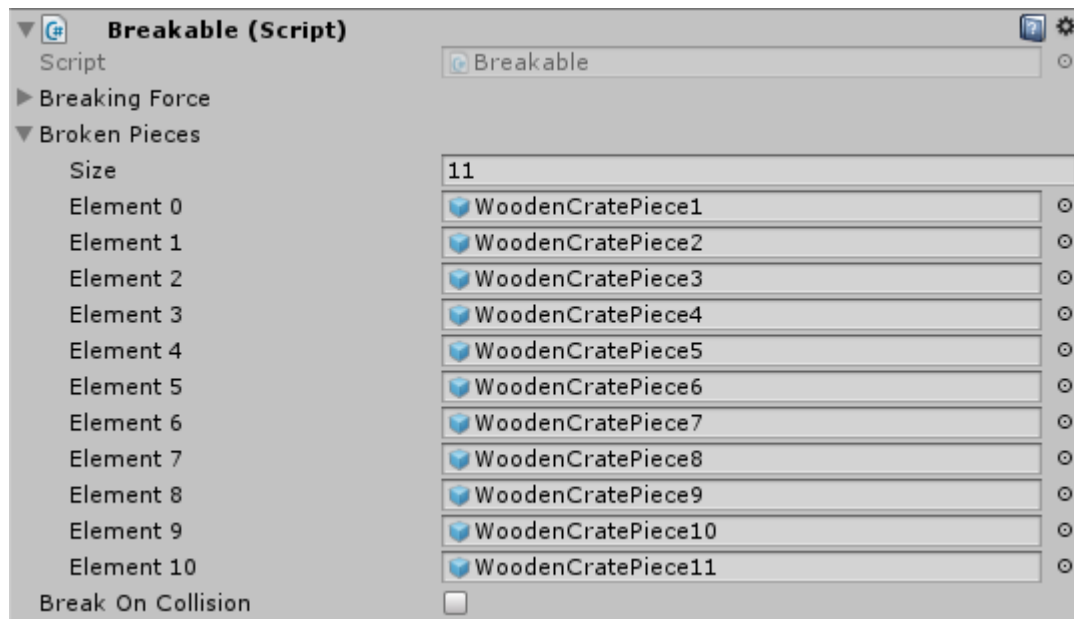 Breakable (Script)
Script Breakable
Breaking Force
Broken Pieces
Size 11
Element 0 WoodenCratePiece1
Element 1 WoodenCratePiece2
Element 2 WoodenCratePiece3
Element 3 WoodenCratePiece4
Element 4 WoodenCratePiece5
Element 5 WoodenCratePiece6
Element 6 WoodenCratePiece7
Element 7 WoodenCratePiece8
Element 8 WoodenCratePiece9
Element 9 WoodenCratePiece10
Element 10 WoodenCratePiece11
Break On Collision